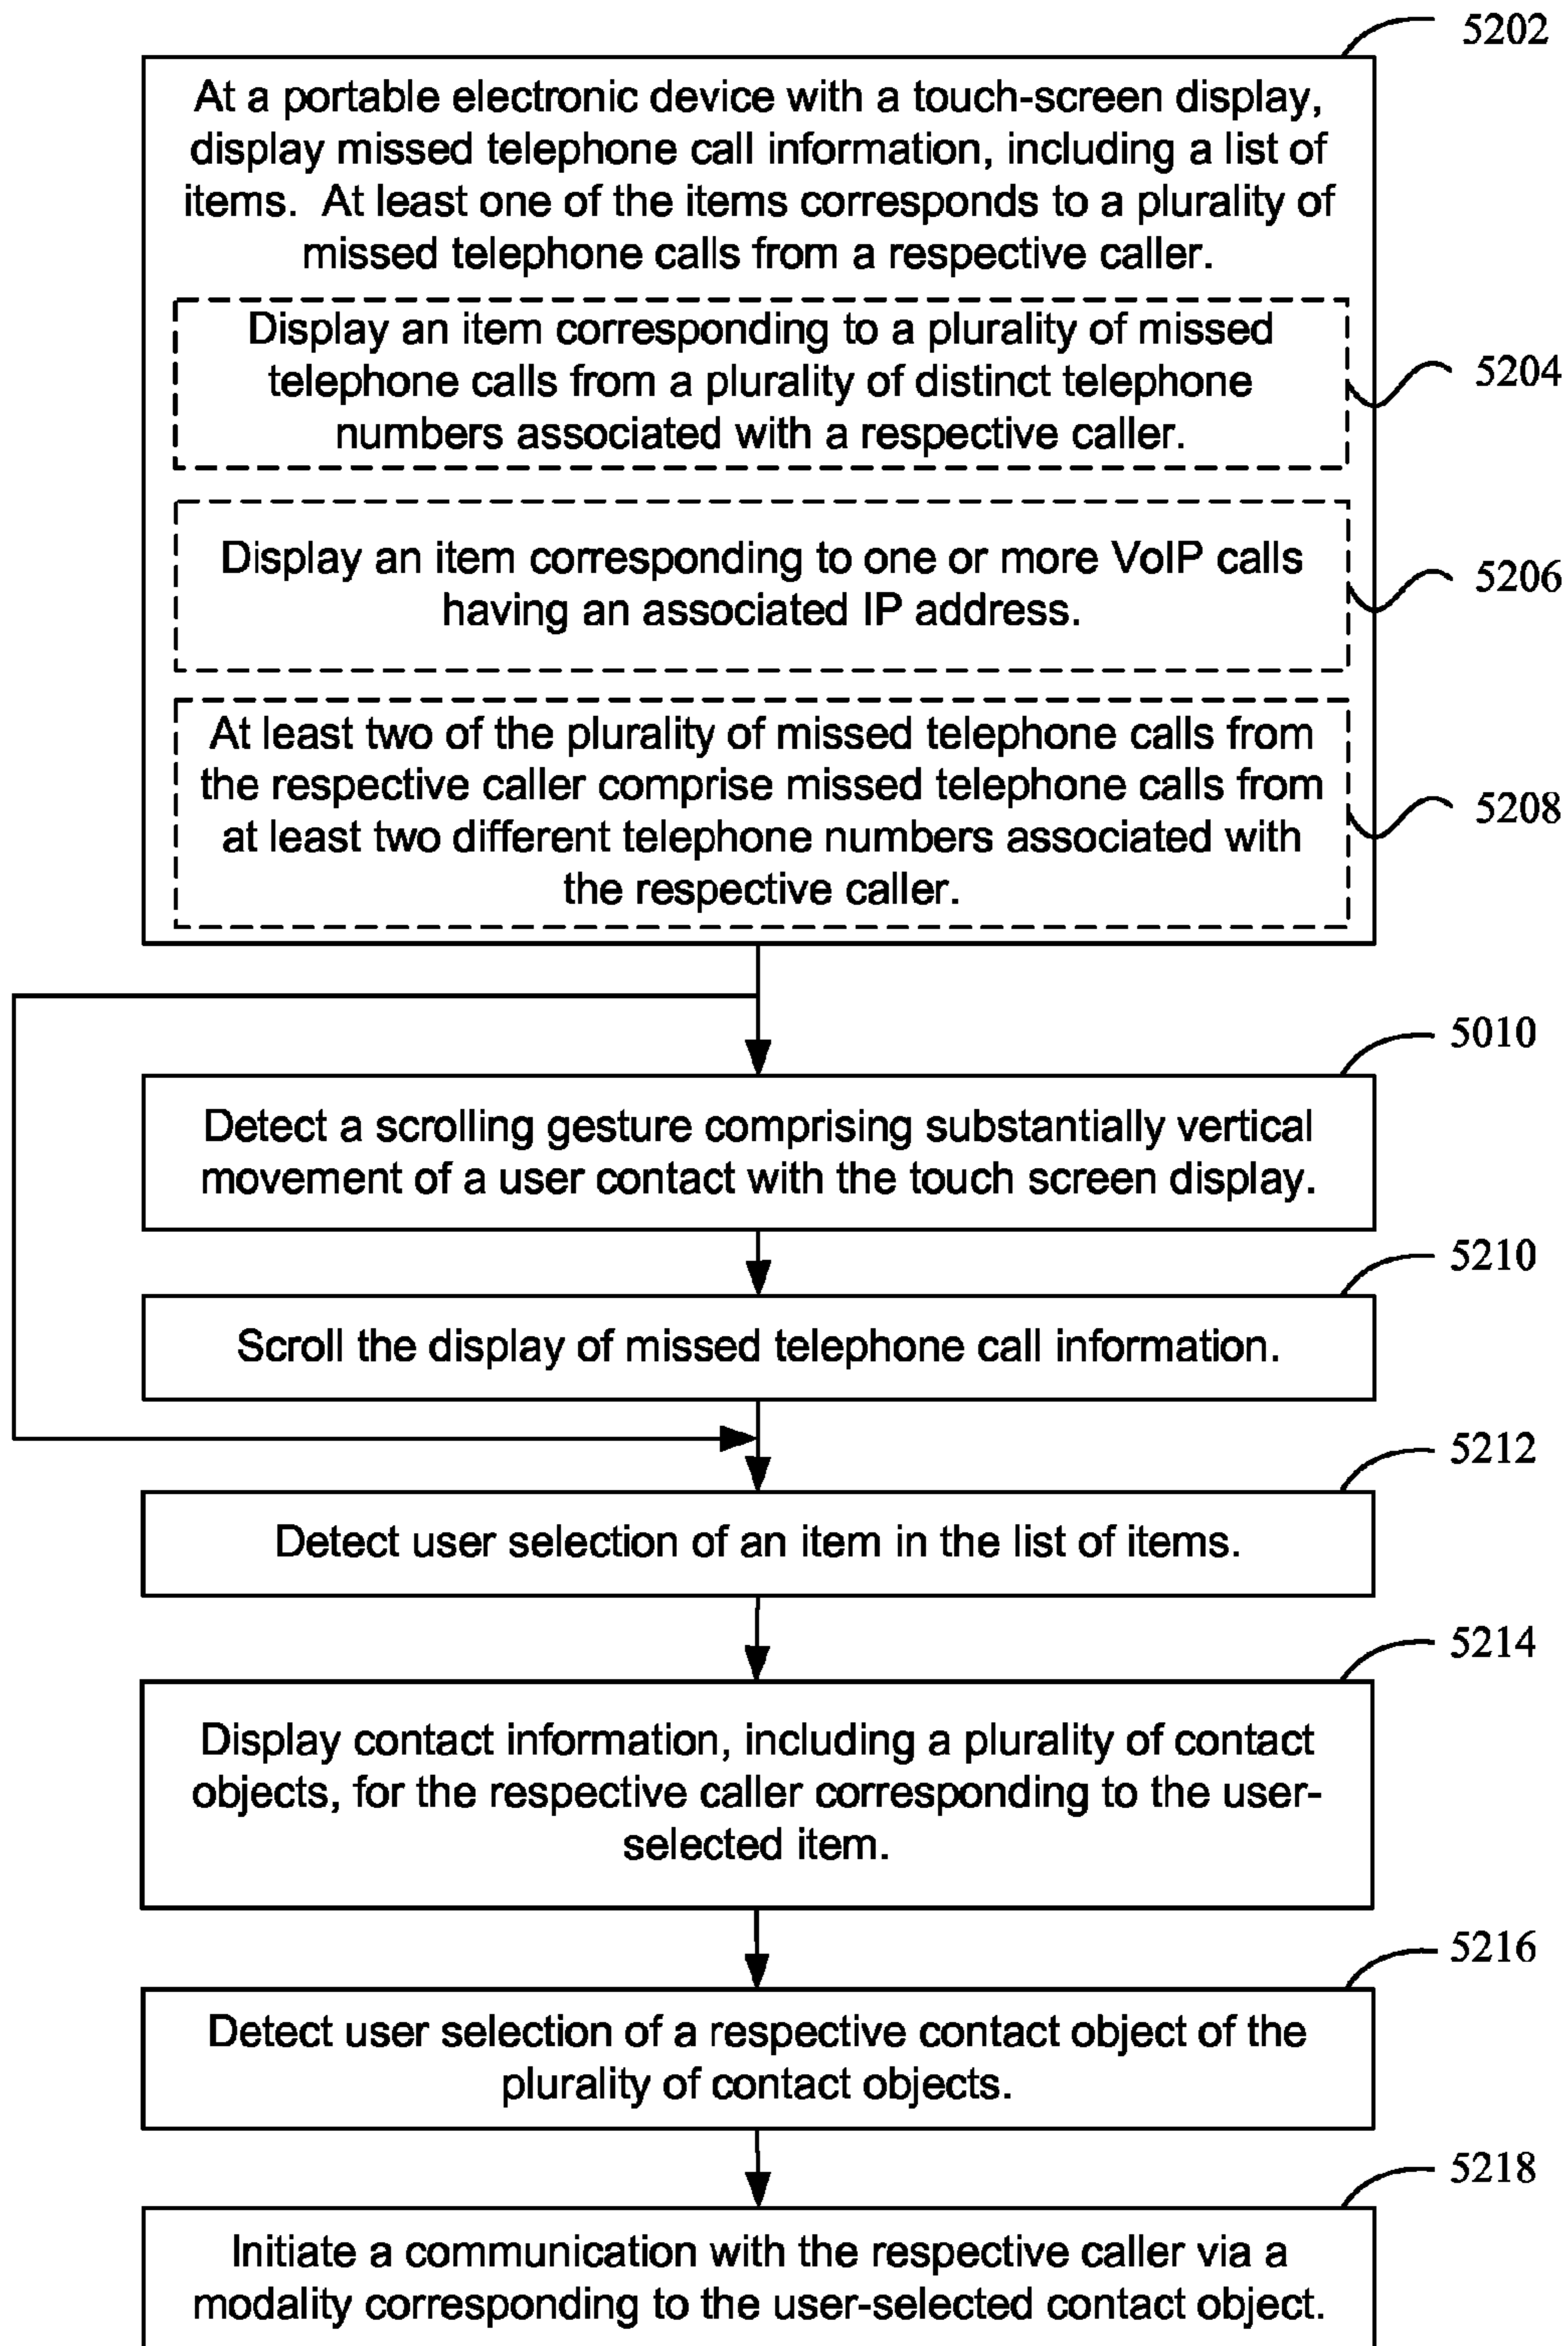 5202
At a portable electronic device with a touch-screen display,
display missed telephone call information, including a list of
items.  At least one of the items corresponds to a plurality of
missed telephone calls from a respective caller.
Display an item corresponding to a plurality of missed
telephone calls from a plurality of distinct telephone
numbers associated with a respective caller.
5204
Display an item corresponding to one or more VoIP calls
having an associated IP address.
5206
At least two of the plurality of missed telephone calls from
the respective caller comprise missed telephone calls from
at least two different telephone numbers associated with
the respective caller.
5208
5010
Detect a scrolling gesture comprising substantially vertical
movement of a user contact with the touch screen display.
5210
Scroll the display of missed telephone call information.
5212
Detect user selection of an item in the list of items.
5214
Display contact information, including a plurality of contact
objects, for the respective caller corresponding to the user-
selected item.
5216
Detect user selection of a respective contact object of the
plurality of contact objects.
5218
Initiate a communication with the respective caller via a
modality corresponding to the user-selected contact object.